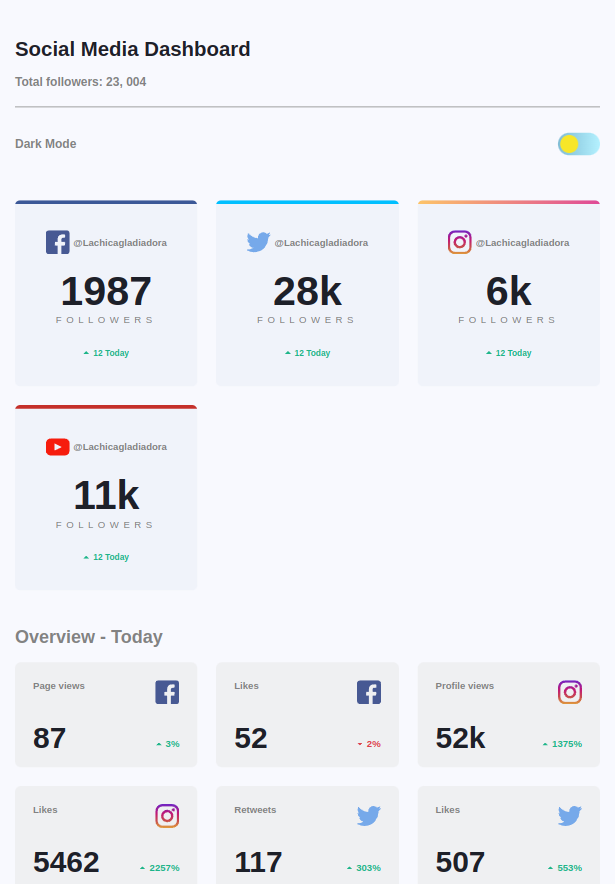 Social Media Dashboard
Total followers: 23, 004
Dark Mode
@Lachicagladiadora
1987
FOLLOWERS
12 Today
@Lachicagladiadora
28k
FOLLOWERS
12 Today
@Lachicagladiadora
6k
FOLLOWERS
12 Today
@Lachicagladiadora
11k
FOLLOWERS
12 Today
Overview - Today
Page views
87
3%
Likes
52
2%
Profile views
52k
1375%
Likes
5462
2257%
Retweets
117
303%
Likes
507
553%